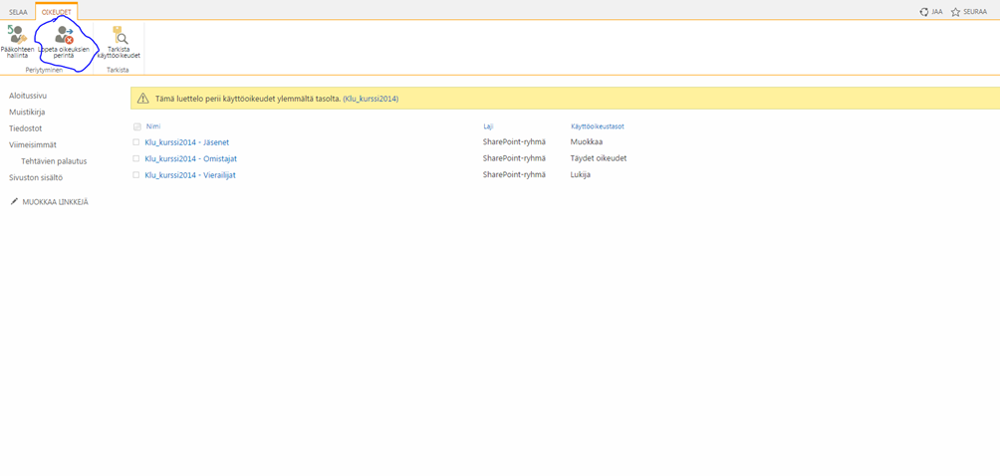 SELAA OIKEUDET JAA SEURAA
Pääkohteen hallinta
Lopeta oikeuksien perintä
Tarkista käyttöoikeudet
Periytyminen Tarkista
Aloitussivu
Muistikirja
Tiedostot
Viimeisimmät
Tehtävien palautus
Sivuston sisältö
MUOKKAA LINKKEJÄ
Tämä luettelo perii käyttöoikeudet ylemmältä tasolta. (Klu_kurssi2014)
Nimi Laji Käyttöoikeustasot
Klu_kurssi2014 - Jäsenet SharePoint-ryhmä Muokkaa
Klu_kurssi2014 - Omistajat SharePoint-ryhmä Täydet oikeudet
Klu_kurssi2014 - Vierailijat SharePoint-ryhmä Lukija